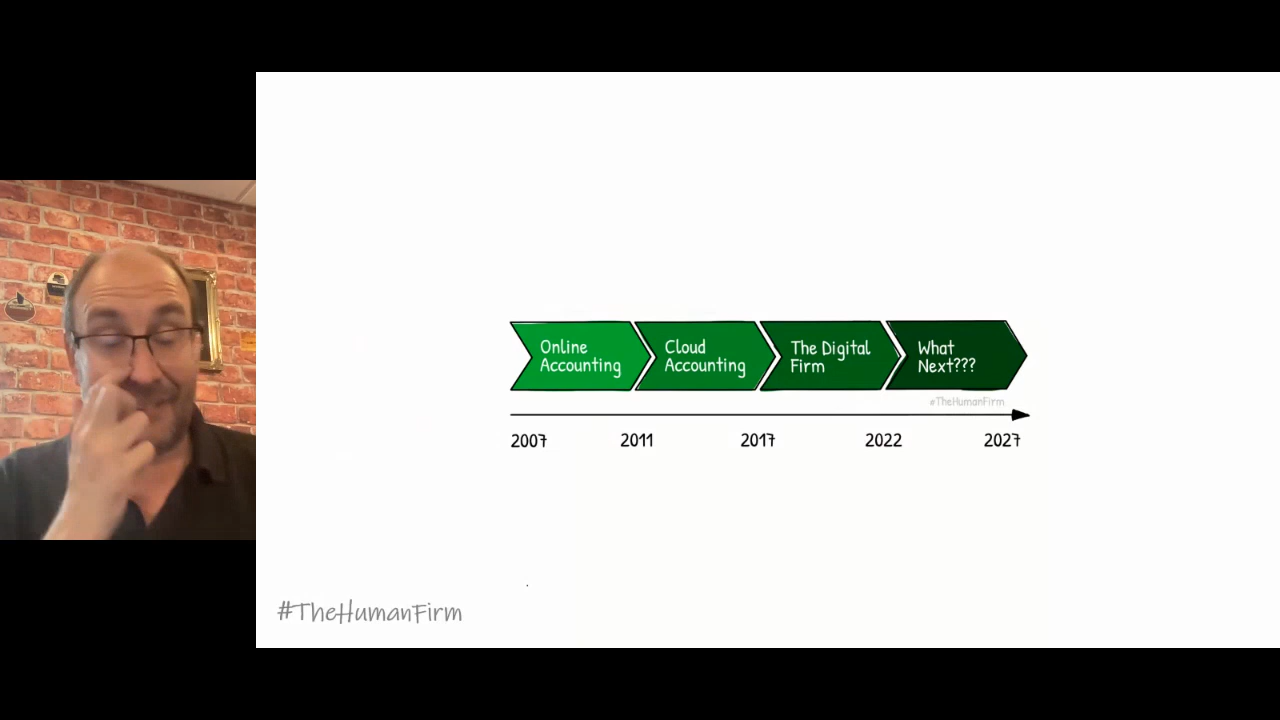 Online
Accounting
Cloud
Accounting
The Digital
Firm
What
Next???
#TheHumanFirm
2007 2011 2017 2022 2027
#TheHumanFirm